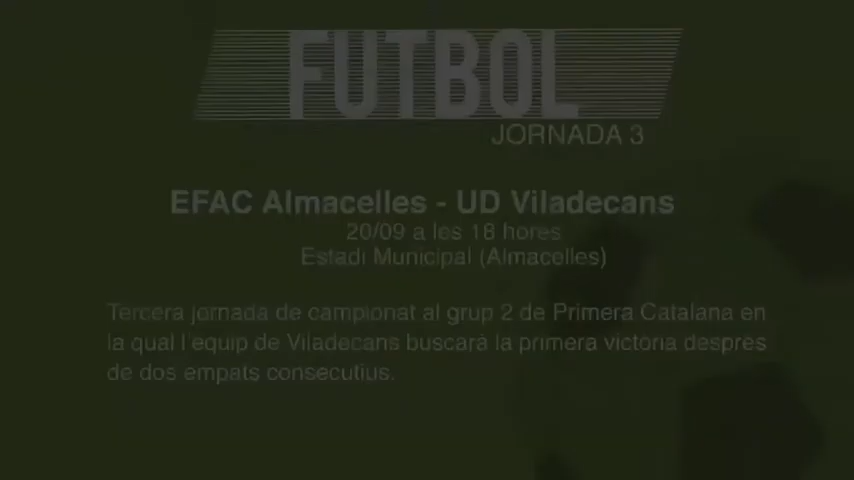 FUTBOL
JORNADA 3
EFAC Almacelles - UD Viladecans
20/09 a les 18 hores
Estadi Municipal (Almacelles)
Tercera jornada de campionat al grup 2 de Primera Catalana en
la qual l'equip de Viladecans buscarà la primera victòria després
de dos empats consecutius.